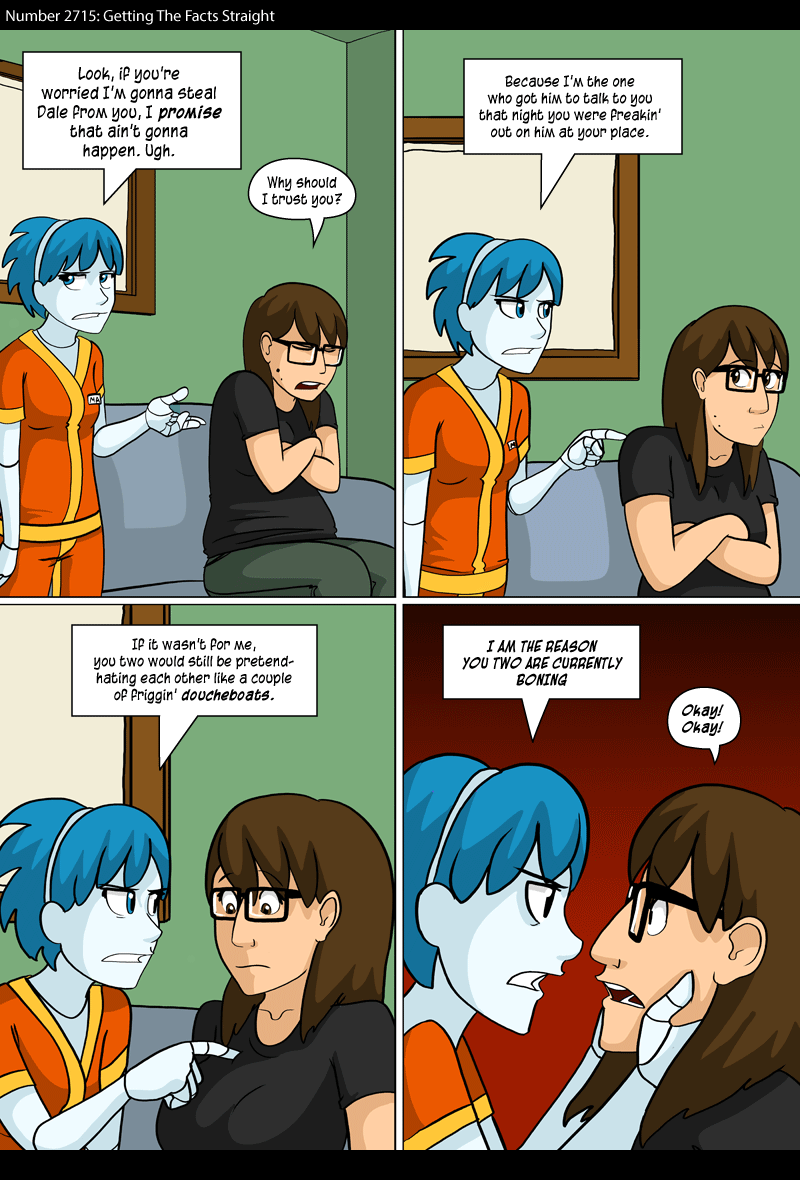 Number 2715: Getting The Facts Straight
Look, if you're
worried I'm gonna steal
Dale from you, I promise
that ain't gonna
happen. Ugh.
Why should
I trust you?
MA
Because I'm the one
who got him to talk to you
that night you were freakin'
out on him at your place.
If it wasn't for me,
you two would still be pretend-
hating each other like a couple
of friggin' doucheboats.
I AM THE REASON
YOU TWO ARE CURRENTLY
BONING
Okay!
Okay!